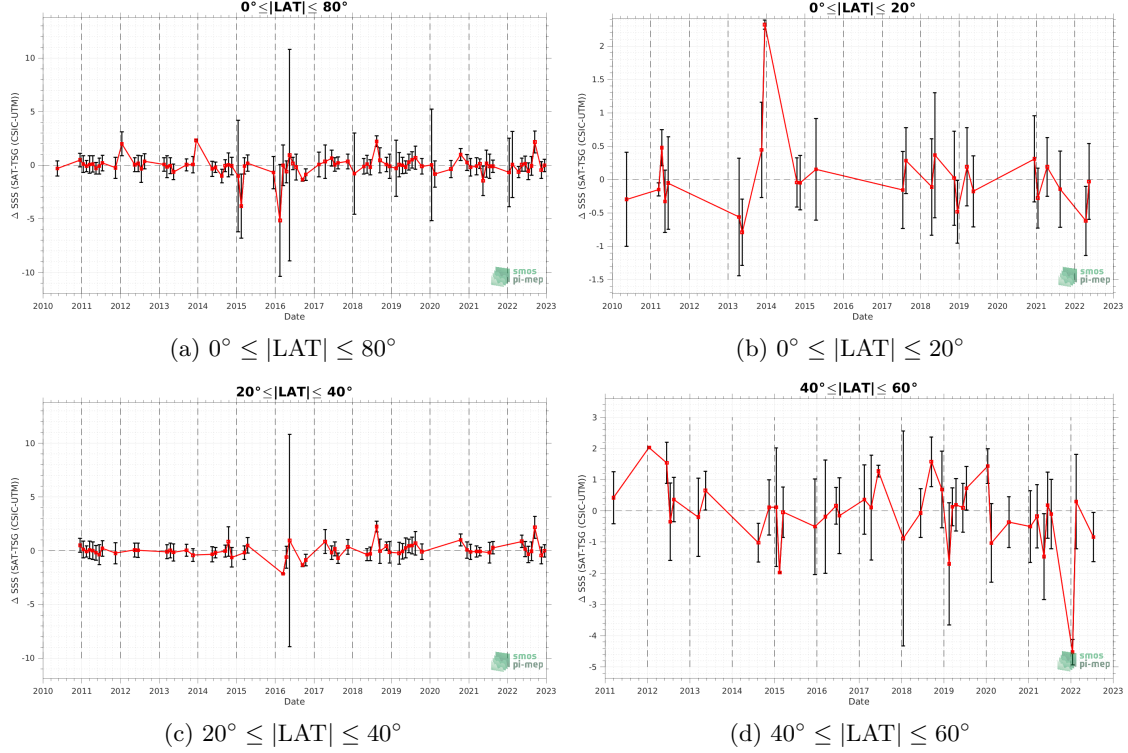 0°≤|LAT|≤ 80°
Δ SSS (SAT-TSG (CSIC-UTM))
10
5
0
-5
-10
2010 2011 2012 2013 2014 2015 2016 2017 2018 2019 2020 2021 2022 2023
Date
smos
pi-mep
(a) 0° ≤ |LAT| ≤ 80°
0°≤|LAT|≤ 20°
Δ SSS (SAT-TSG (CSIC-UTM))
2
1.5
1
0.5
0
-0.5
-1
-1.5
2010 2011 2012 2013 2014 2015 2016 2017 2018 2019 2020 2021 2022 2023
Date
smos
pi-mep
(b) 0° ≤ |LAT| ≤ 20°
20°≤|LAT|≤ 40°
Δ SSS (SAT-TSG (CSIC-UTM))
10
5
0
-5
-10
2010 2011 2012 2013 2014 2015 2016 2017 2018 2019 2020 2021 2022 2023
Date
smos
pi-mep
(c) 20° ≤ |LAT| ≤ 40°
40°≤|LAT|≤ 60°
Δ SSS (SAT-TSG (CSIC-UTM))
3
2
1
0
-1
-2
-3
-4
-5
2011 2012 2013 2014 2015 2016 2017 2018 2019 2020 2021 2022 2023
Date
smos
pi-mep
(d) 40° ≤ |LAT| ≤ 60°